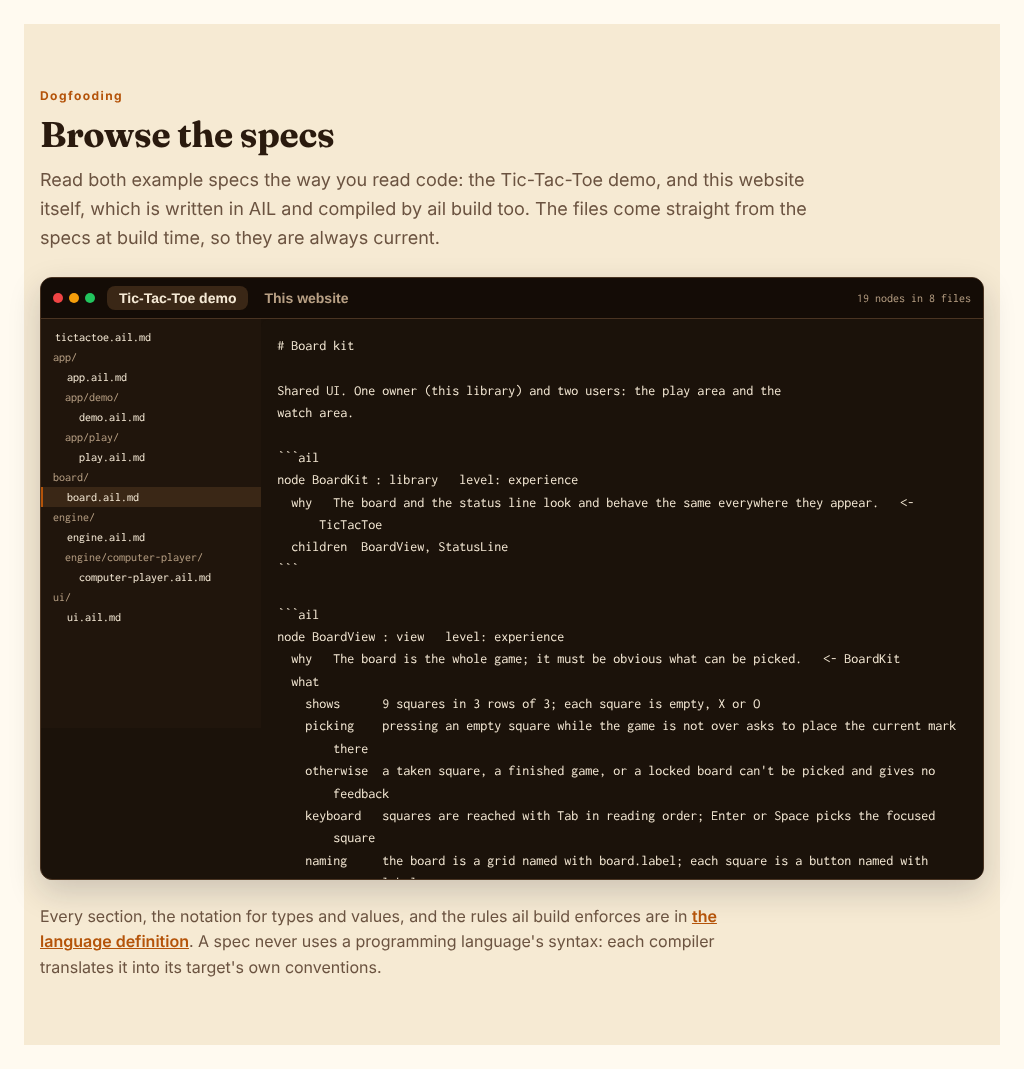 Dogfooding
Browse the specs
Read both example specs the way you read code: the Tic-Tac-Toe demo, and this website
itself, which is written in AIL and compiled by ail build too. The files come straight from the
specs at build time, so they are always current.
Tic-Tac-Toe demo
This website
19 nodes in 8 files
tictactoe.ail.md
app/
app.ail.md
app/demo/
demo.ail.md
app/play/
play.ail.md
board/
board.ail.md
engine/
engine.ail.md
engine/computer-player/
computer-player.ail.md
ui/
ui.ail.md
# Board kit
Shared UI. One owner (this library) and two users: the play area and the
watch area.
```ail
node BoardKit : library   level: experience
  why   The board and the status line look and behave the same everywhere they appear.   <-
      TicTacToe
  children  BoardView, StatusLine
```
```ail
node BoardView : view   level: experience
  why   The board is the whole game; it must be obvious what can be picked.   <- BoardKit
  what
    shows      9 squares in 3 rows of 3; each square is empty, X or O
    picking    pressing an empty square while the game is not over asks to place the current mark
        there
    otherwise  a taken square, a finished game, or a locked board can't be picked and gives no
        feedback
    keyboard   squares are reached with Tab in reading order; Enter or Space picks the focused
        square
    naming     the board is a grid named with board.label; each square is a button named with
Every section, the notation for types and values, and the rules ail build enforces are in the
language definition. A spec never uses a programming language's syntax: each compiler
translates it into its target's own conventions.